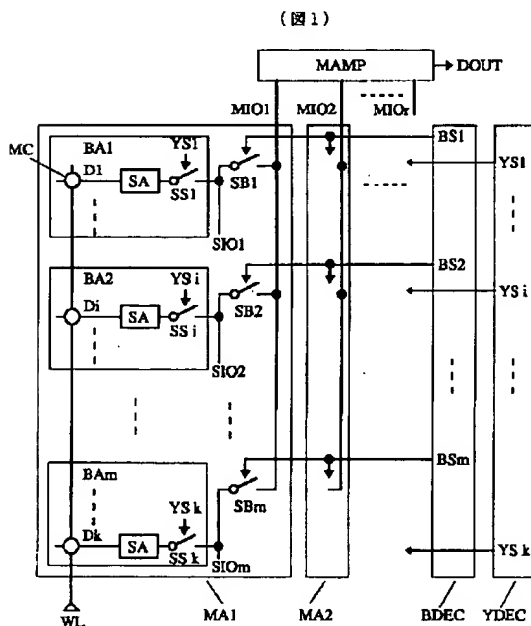 (図1)
MAMP
DOUT
MIO1 MIO2 MIOr
MC
BA1 YS1
D1 SA SS1 SB1 BS1 YS1
SIO1
BA2 YSi
Di SA SSi SB2 BS2 YSi
SIO2
BAm YSk
SBm BSm
Dk SA SSk SIOm YSk
WL MA1 MA2 BDEC YDEC